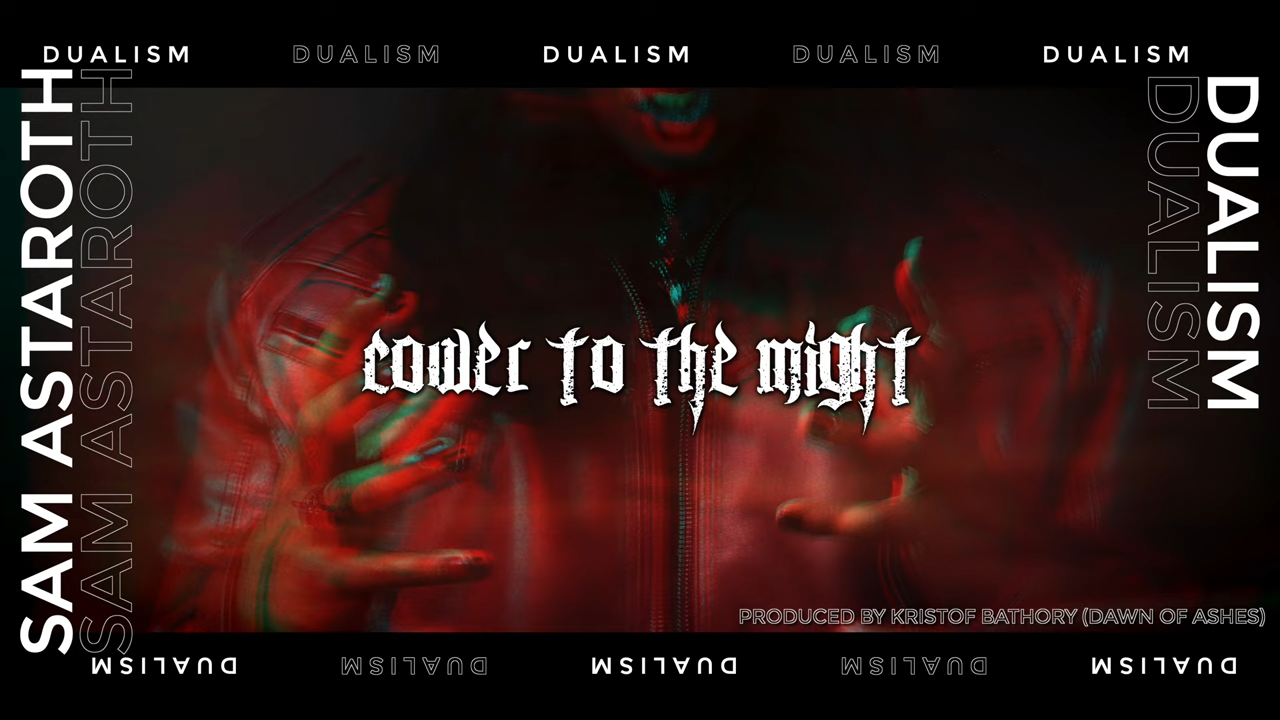 DUALISM DUALISM DUALISM DUALISM DUALISM
SAM ASTAROTH
SAM ASTAROTH
DUALISM
DUALISM
cower to the might
PRODUCED BY KRISTOF BATHORY (DAWN OF ASHES)
DUALISM DUALISM DUALISM DUALISM DUALISM